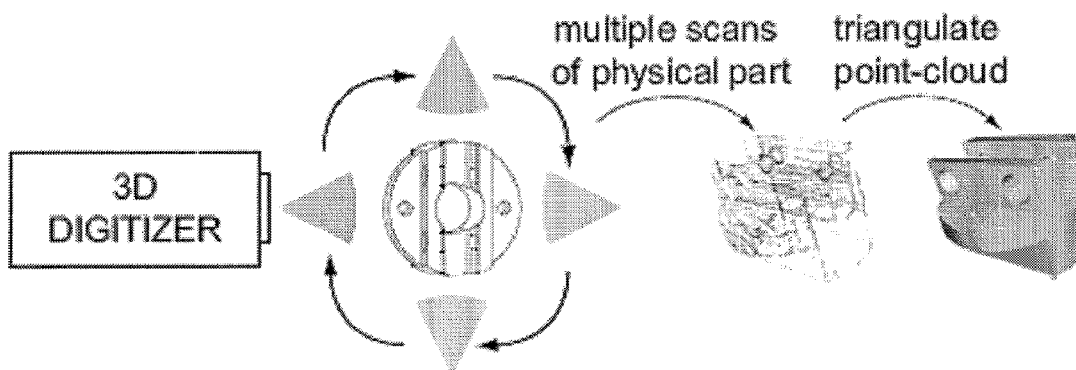 multiple scans
of physical part
triangulate
point-cloud
3D
DIGITIZER